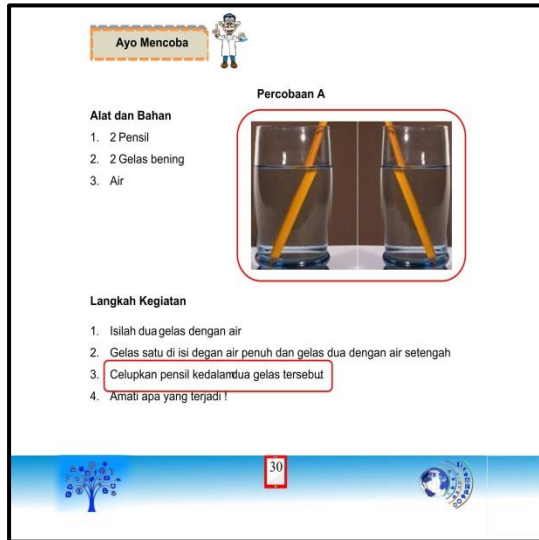 Ayo Mencoba
Percobaan A
Alat dan Bahan
1. 2 Pensil
2. 2 Gelas bening
3. Air
Langkah Kegiatan
1. Isilah dua gelas dengan air
2. Gelas satu di isi degan air penuh dan gelas dua dengan air setengah
3. Celupkan pensil kedalamdua gelas tersebut
4. Amati apa yang terjadi !
30